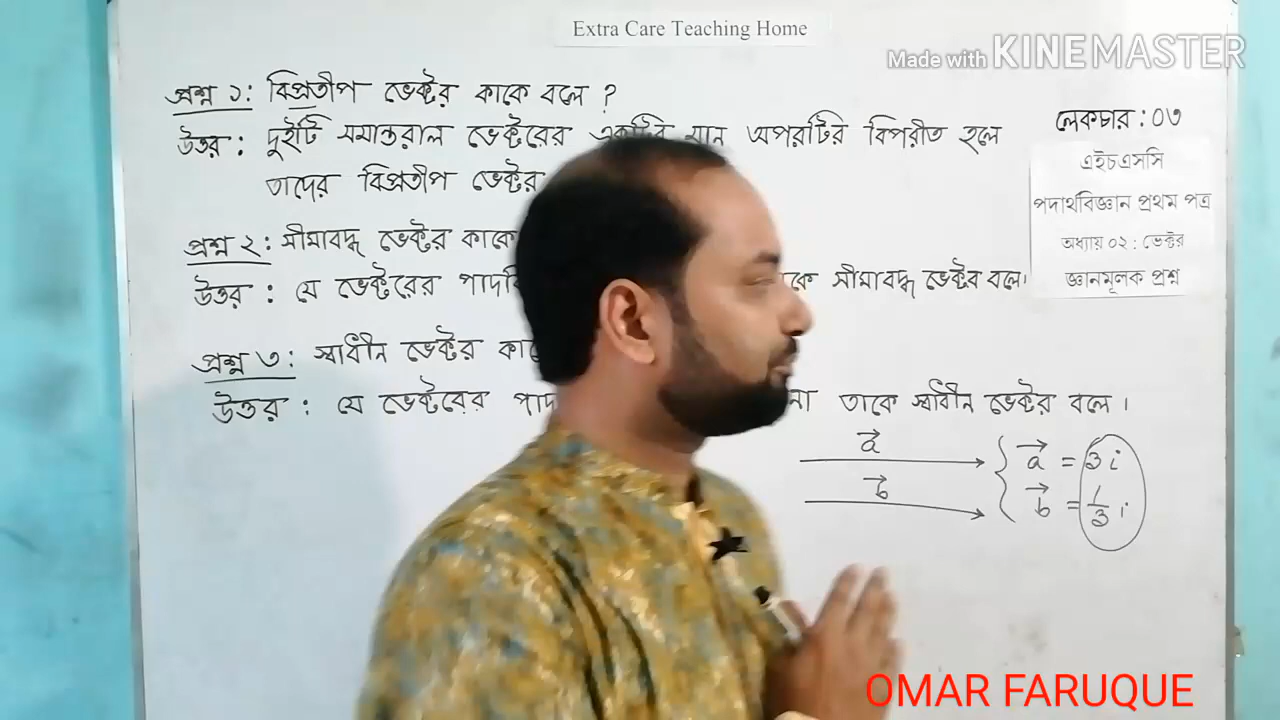 Extra Care Teaching Home
Made with KINEMASTER
প্রশ্ন ১: বিপ্রতীপ ভেক্টর কাকে বলে ?
উত্তর : দুইটি সমান্তরাল ভেক্টরের একটির মান অপরটির বিপরীত হলে
তাদের বিপ্রতীপ ভেক্টর
প্রশ্ন ২: সীমাবদ্ধ ভেক্টর কাকে
উত্তর : যে ভেক্টরের সীমাবদ্ধ ভেক্টর বলে।
প্রশ্ন ৩: স্বাধীন ভেক্টর
উত্তর : যে ভেক্টরের না তাকে স্বাধীন ভেক্টর বলে ।
লেকচার : ০৩
এইচএসসি
পদার্থবিজ্ঞান প্রথম পত্র
অধ্যায় ০২ : ভেক্টর
জ্ঞানমূলক প্রশ্ন
a⃗
b⃗
a⃗ = 3i
b⃗ = 1/3 i
OMAR FARUQUE